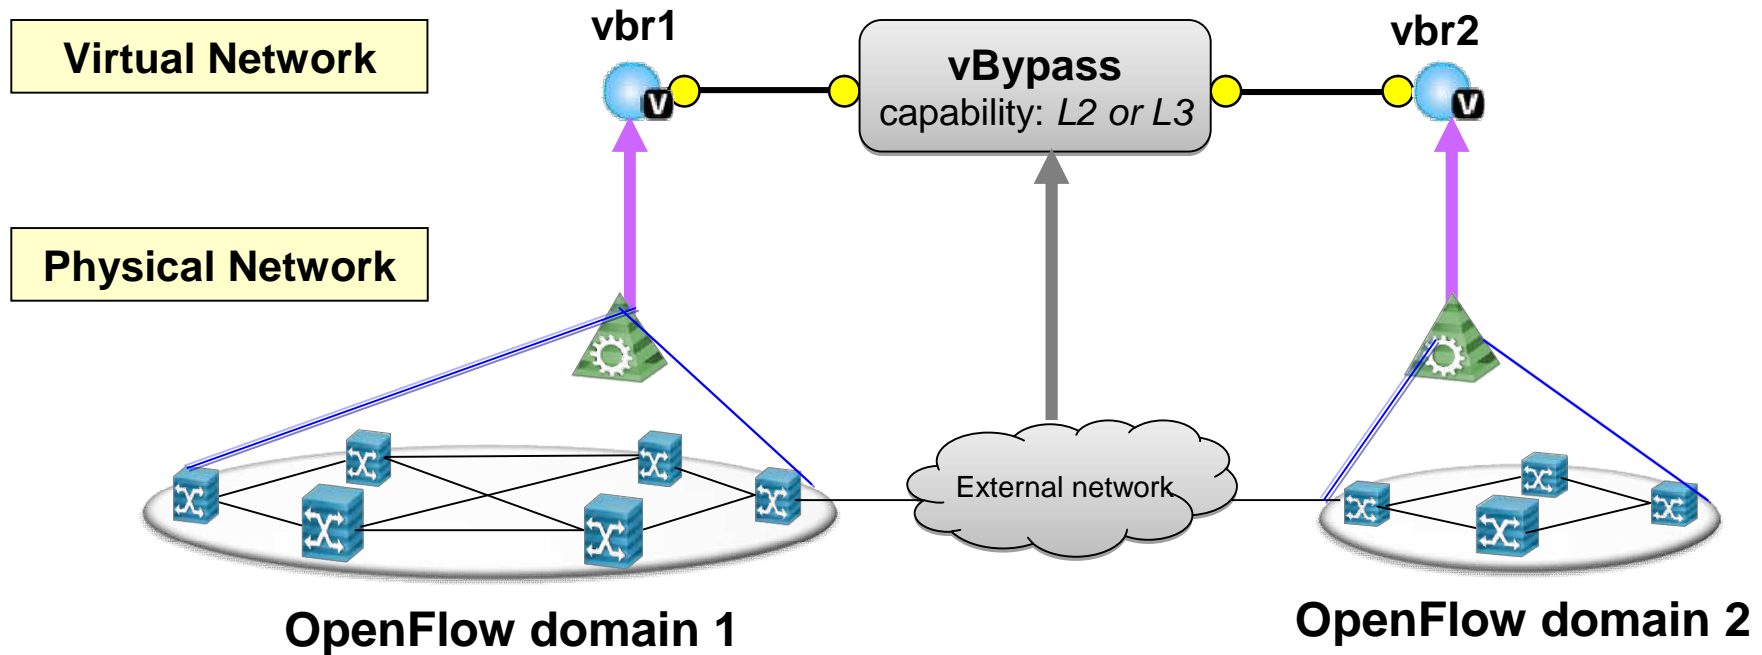 Virtual Network
vbr1
vBypass
capability: L2 or L3
vbr2
V
V
Physical Network
External network
OpenFlow domain 1
OpenFlow domain 2